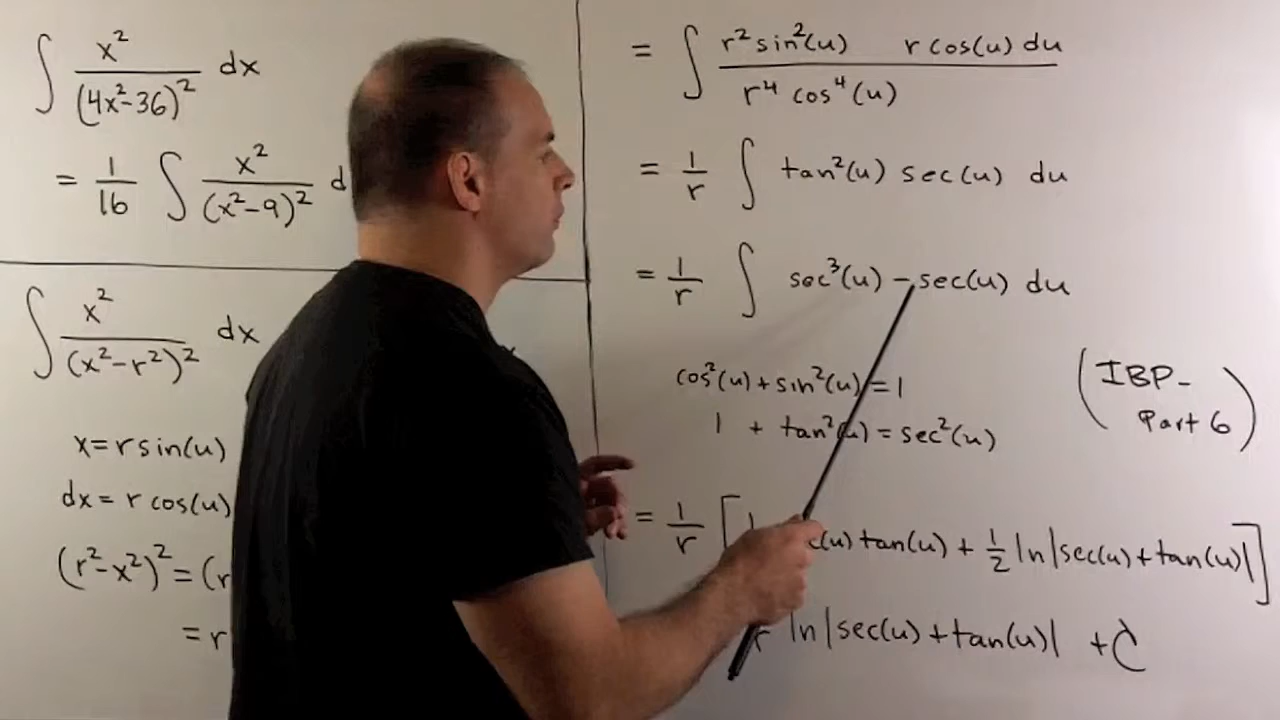 ∫ x² / (4x²-36)² dx
= 1/16 ∫ x² / (x²-9)² d
∫ x² / (x²-r²)² dx
x = r sin(u)
dx = r cos(u)
(r²-x²)² = (r
= r
= ∫ r² sin²(u) r cos(u) du / r⁴ cos⁴(u)
= 1/r ∫ tan²(u) sec(u) du
= 1/r ∫ sec³(u) - sec(u) du
cos²(u) + sin²(u) = 1
1 + tan²(u) = sec²(u)
(IBP-
Part 6)
= 1/r [ c(u) tan(u) + 1/2 ln|sec(u) + tan(u)| ]
r ln|sec(u) + tan(u)| + C